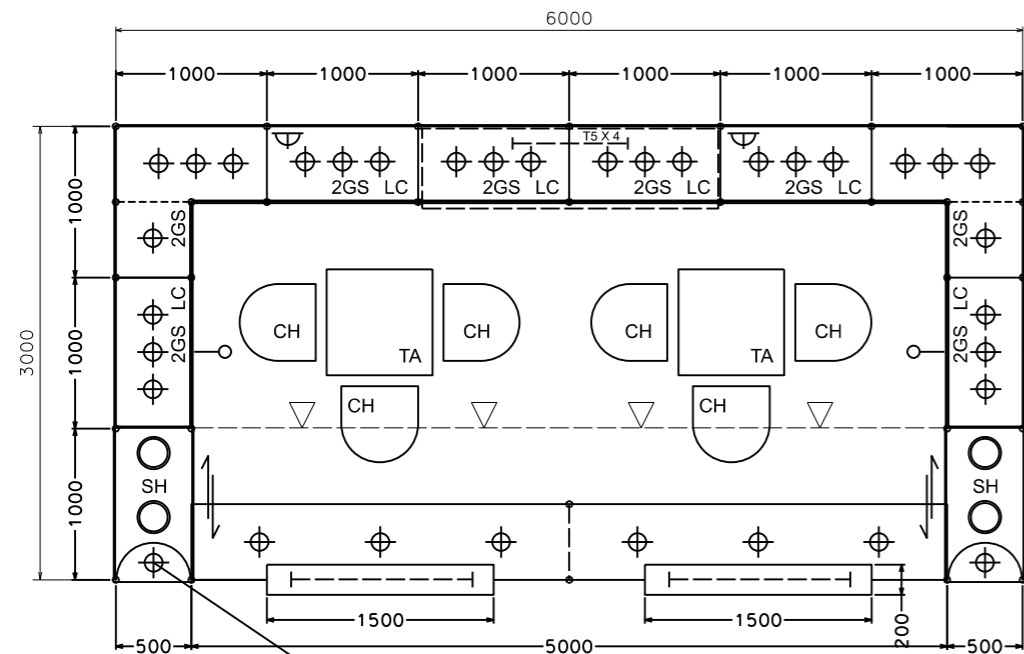 6000
1000 1000 1000 1000 1000 1000
T5 X 4
2GS LC 2GS LC 2GS LC 2GS LC
1000
2GS
2GS
3000
LC
LC
1000
2GS
2GS
CH TA CH CH TA CH
CH CH
1000
SH SH
1500 1500 200
500 5000 500